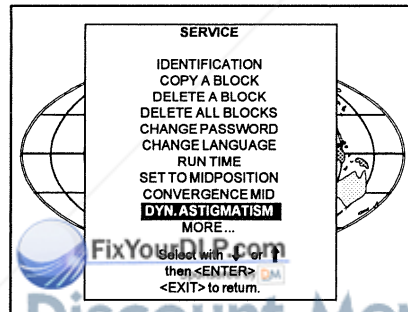 SERVICE
IDENTIFICATION
COPY A BLOCK
DELETE A BLOCK
DELETE ALL BLOCKS
CHANGE PASSWORD
CHANGE LANGUAGE
RUN TIME
SET TO MIDPOSITION
CONVERGENCE MID
DYN. ASTIGMATISM
MORE ...
FixYourDLP.com
Select with ↓ or ↑
then <ENTER>
<EXIT> to return.